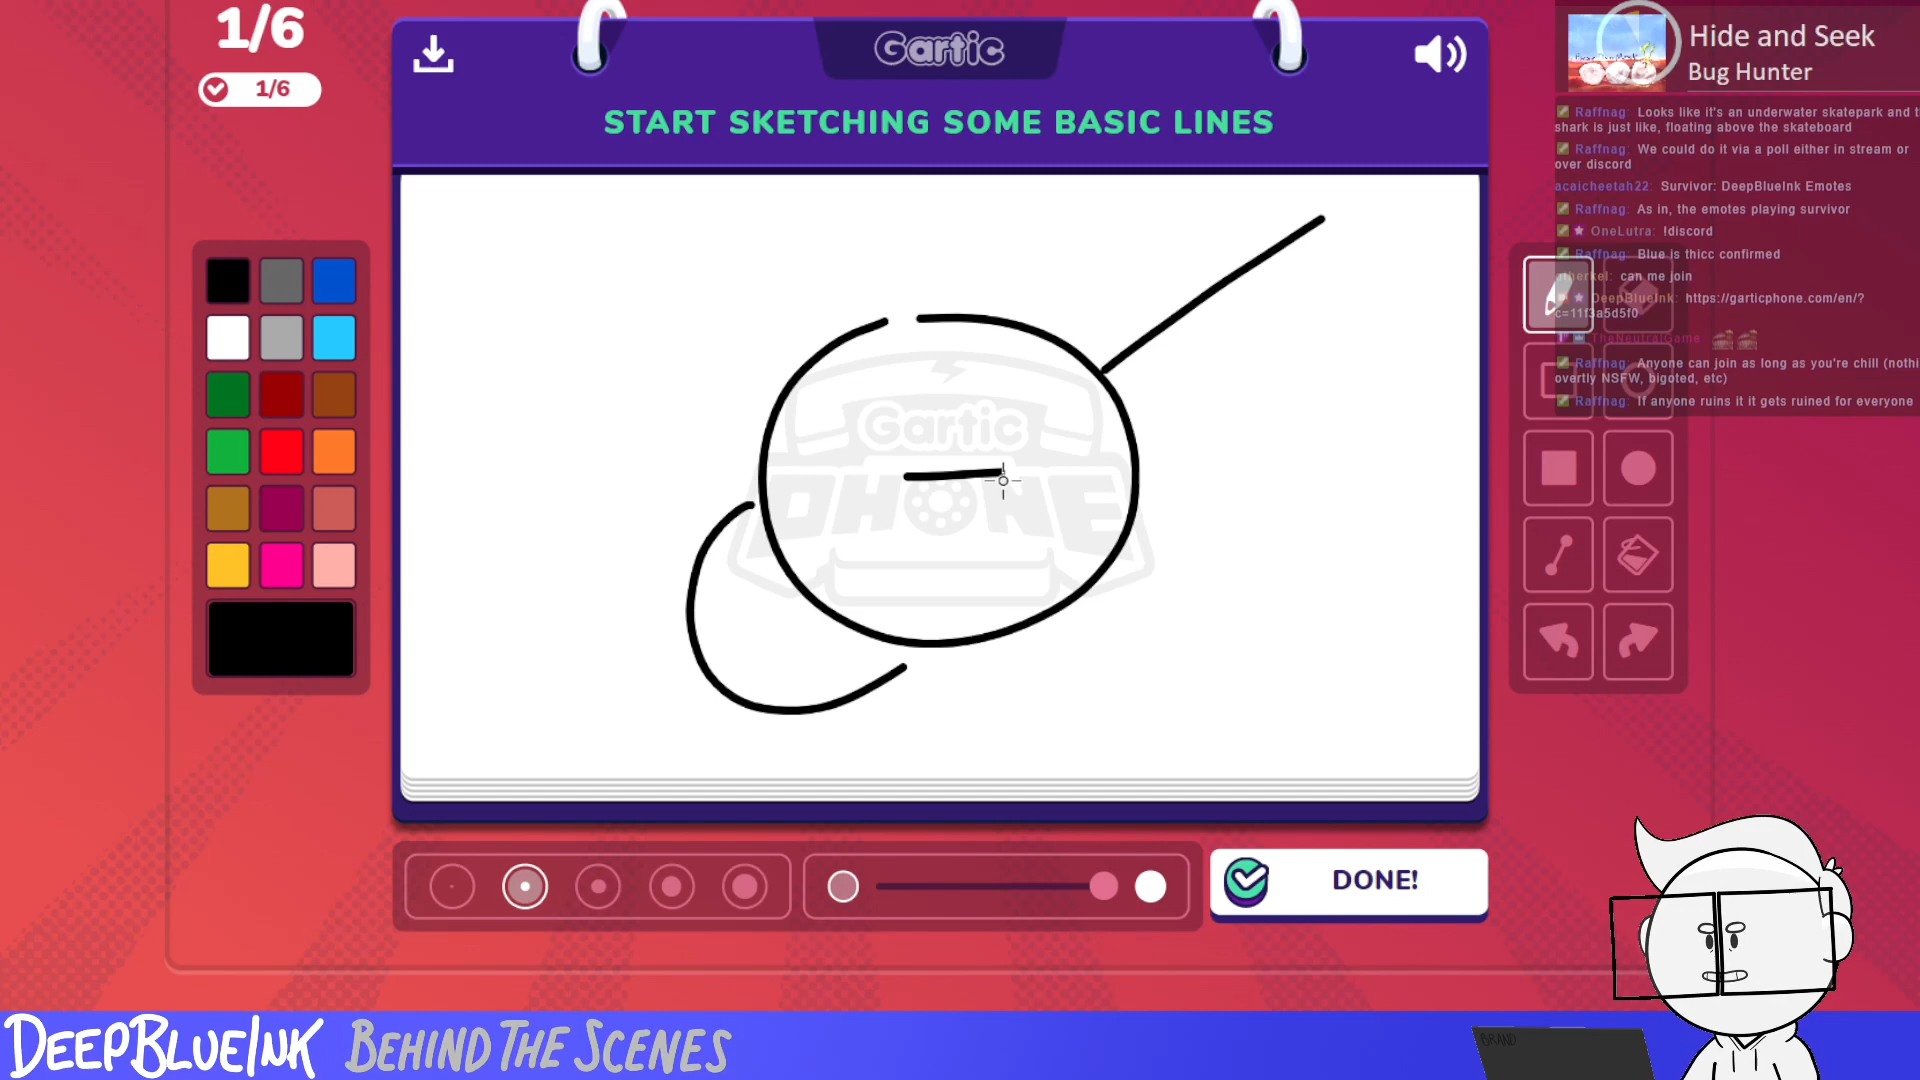 1/6
1/6
Gartic
START SKETCHING SOME BASIC LINES
Gartic
PHONE
DONE!
Hide and Seek
Bug Hunter
Raffnag: Looks like it's an underwater skatepark and t
shark is just like, floating above the skateboard
Raffnag: We could do it via a poll either in stream or
over discord
acaicheetah22: Survivor: DeepBlueInk Emotes
Raffnag: As in, the emotes playing survivor
OneLutra: !discord
Raffnag: Blue is thicc confirmed
can me join
DeepBlueInk: https://garticphone.com/en/?
c=11f3a5d5f0
TheNeutralGame
Raffnag: Anyone can join as long as you're chill (nothi
overtly NSFW, bigoted, etc)
Raffnag: If anyone ruins it it gets ruined for everyone
BRAND
DEEPBLUEINK BEHIND THE SCENES